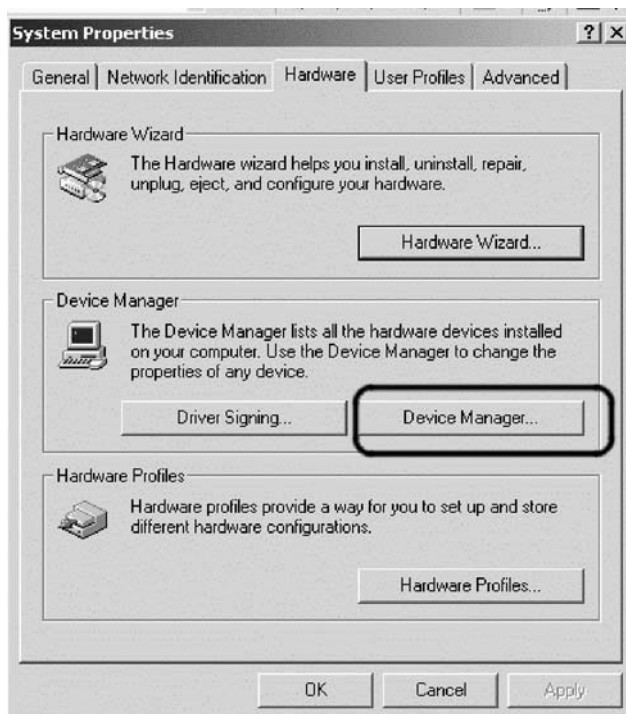 System Properties
General
Network Identification
Hardware
User Profiles
Advanced
Hardware Wizard
The Hardware wizard helps you install, uninstall, repair,
unplug, eject, and configure your hardware.
Hardware Wizard...
Device Manager
The Device Manager lists all the hardware devices installed
on your computer. Use the Device Manager to change the
properties of any device.
Driver Signing...
Device Manager...
Hardware Profiles
Hardware profiles provide a way for you to set up and store
different hardware configurations.
Hardware Profiles...
OK
Cancel
Apply